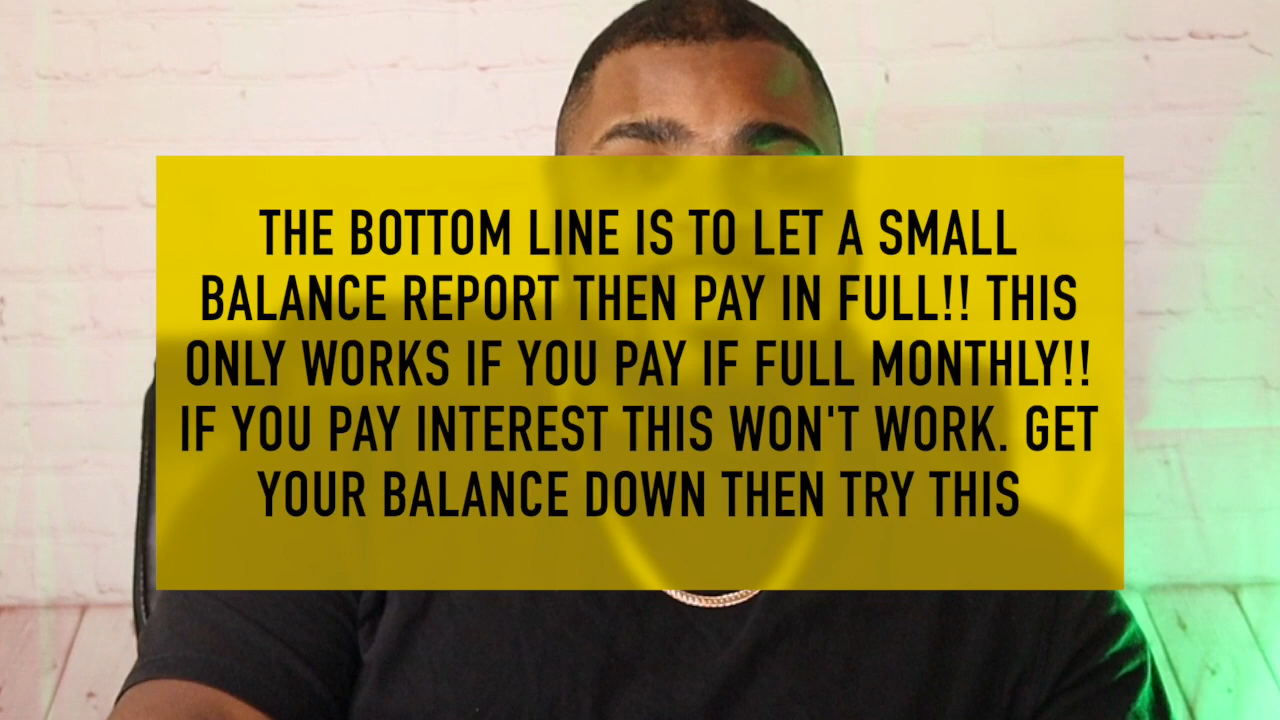 THE BOTTOM LINE IS TO LET A SMALL
BALANCE REPORT THEN PAY IN FULL!! THIS
ONLY WORKS IF YOU PAY IF FULL MONTHLY!!
IF YOU PAY INTEREST THIS WON'T WORK. GET
YOUR BALANCE DOWN THEN TRY THIS